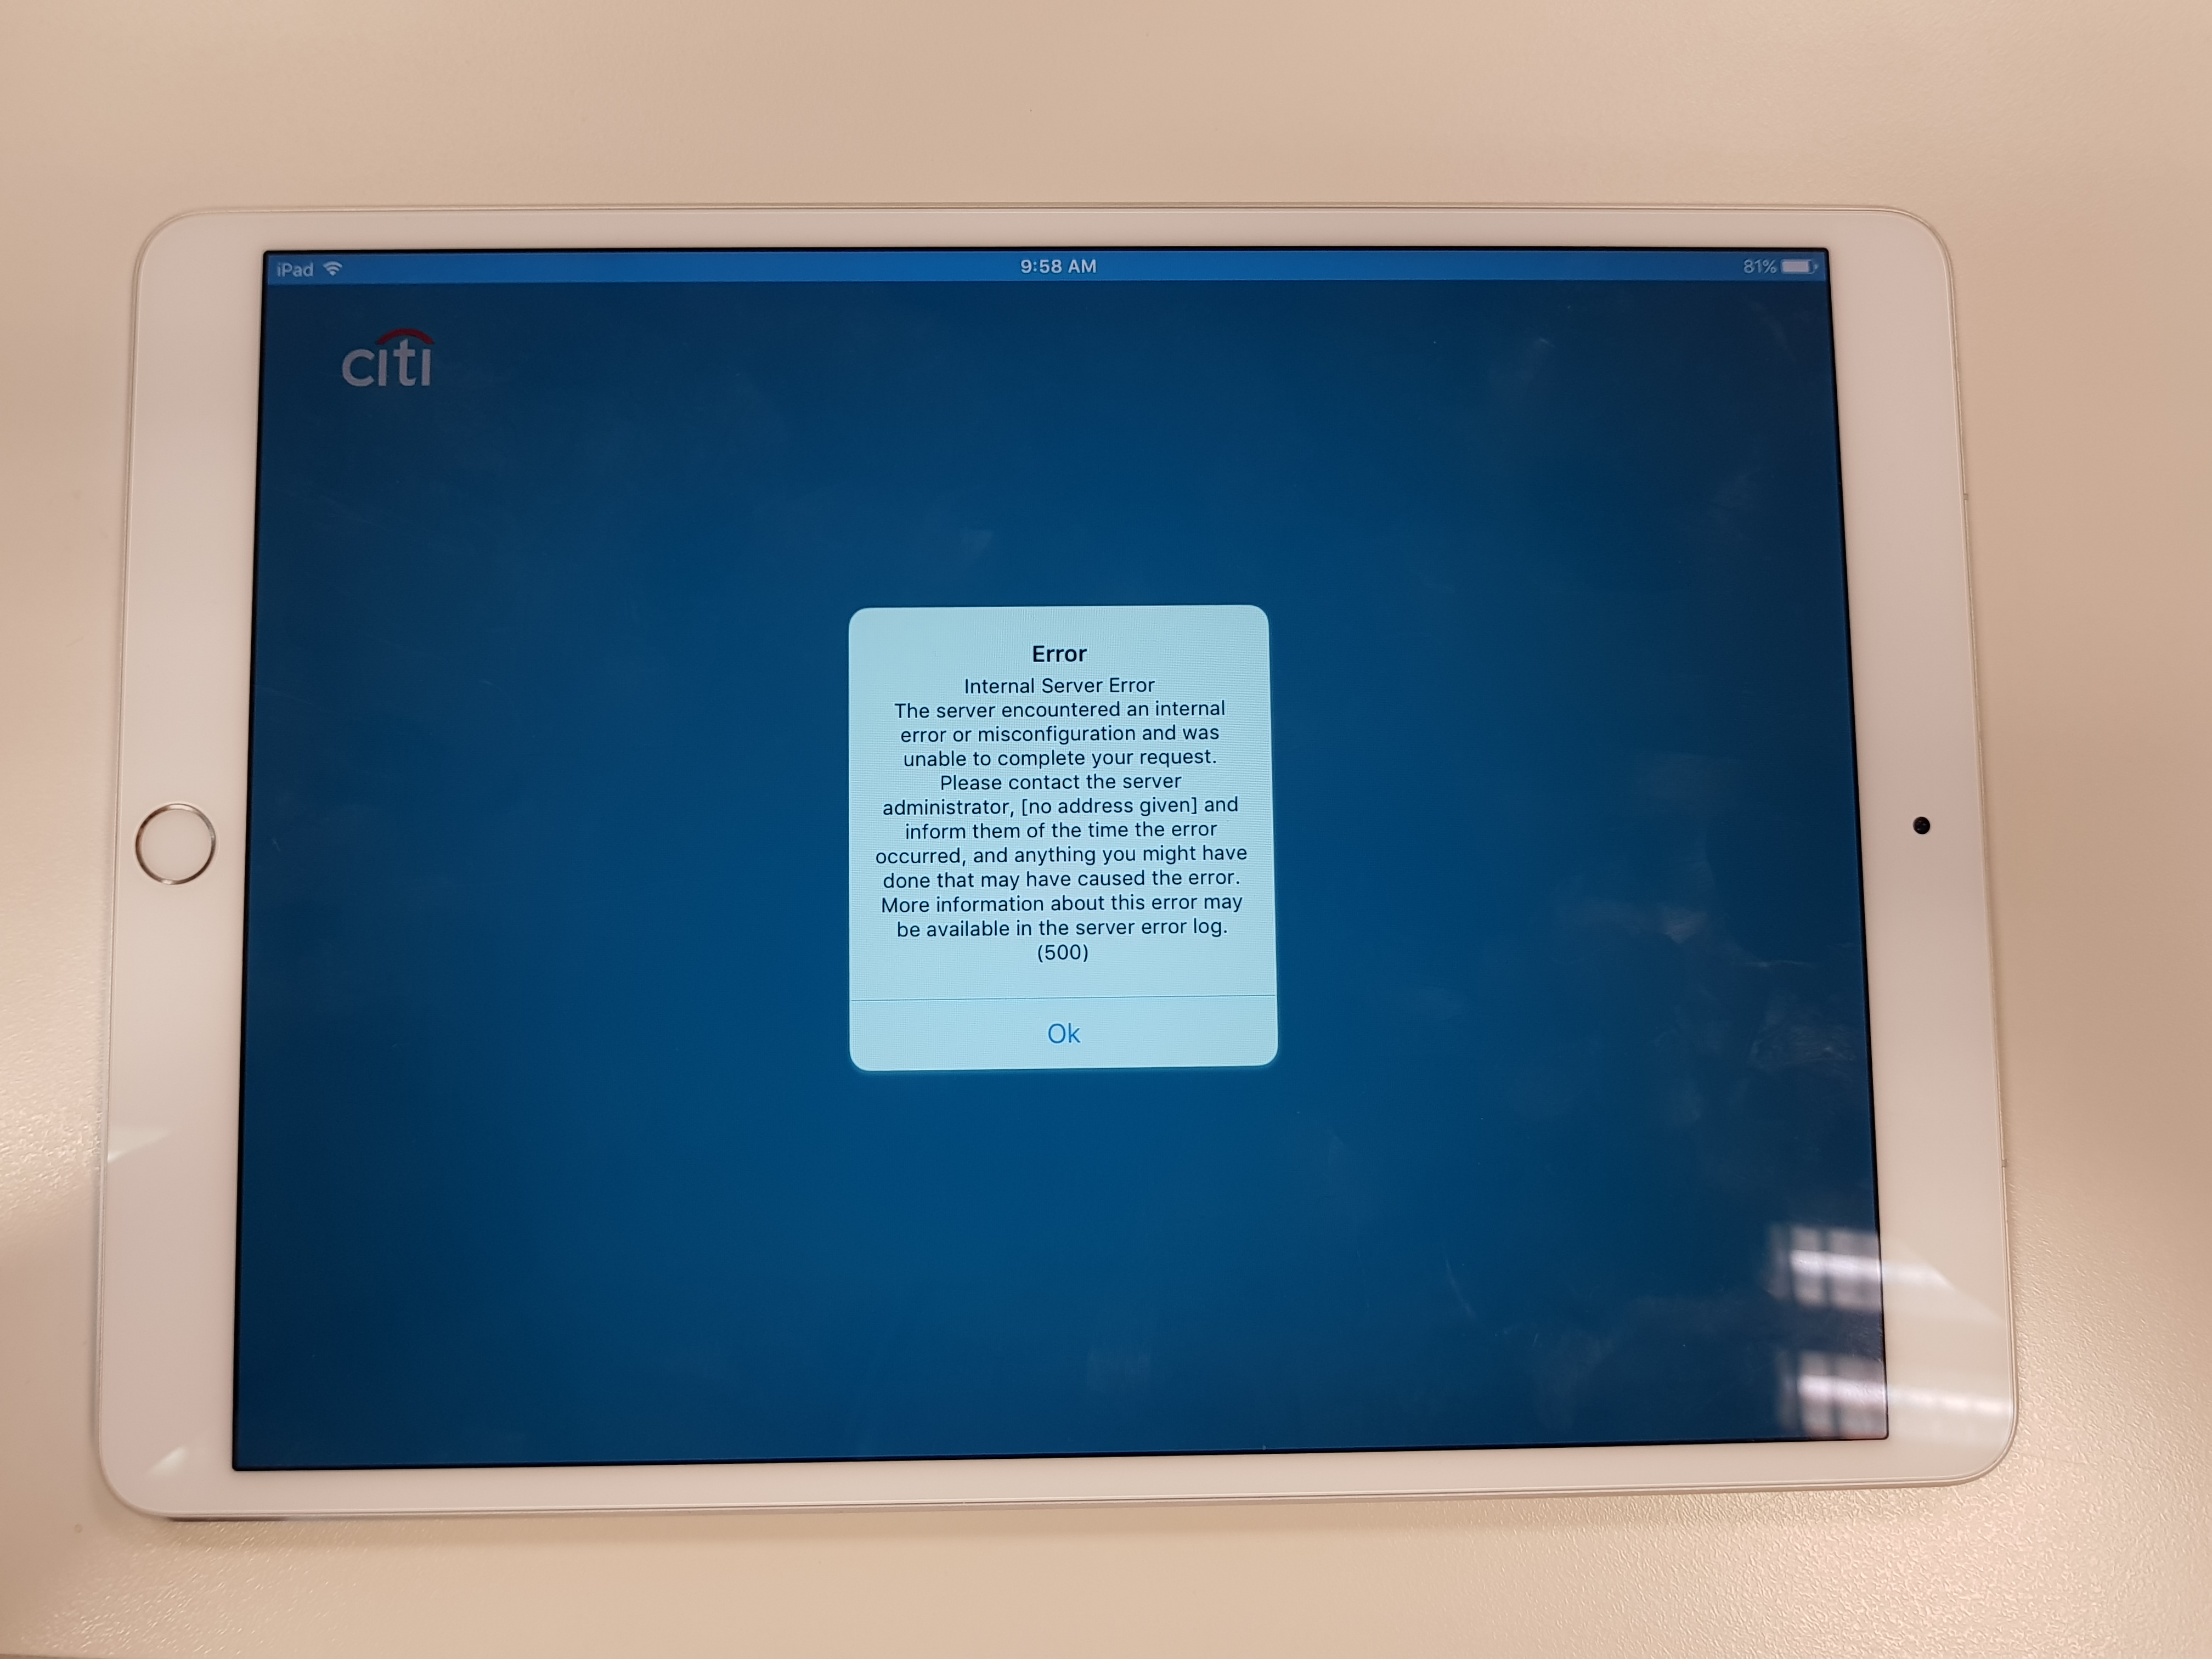 iPad
9:58 AM
81%
citi
Error
Internal Server Error
The server encountered an internal
error or misconfiguration and was
unable to complete your request.
Please contact the server
administrator, [no address given] and
inform them of the time the error
occurred, and anything you might have
done that may have caused the error.
More information about this error may
be available in the server error log.
(500)
Ok